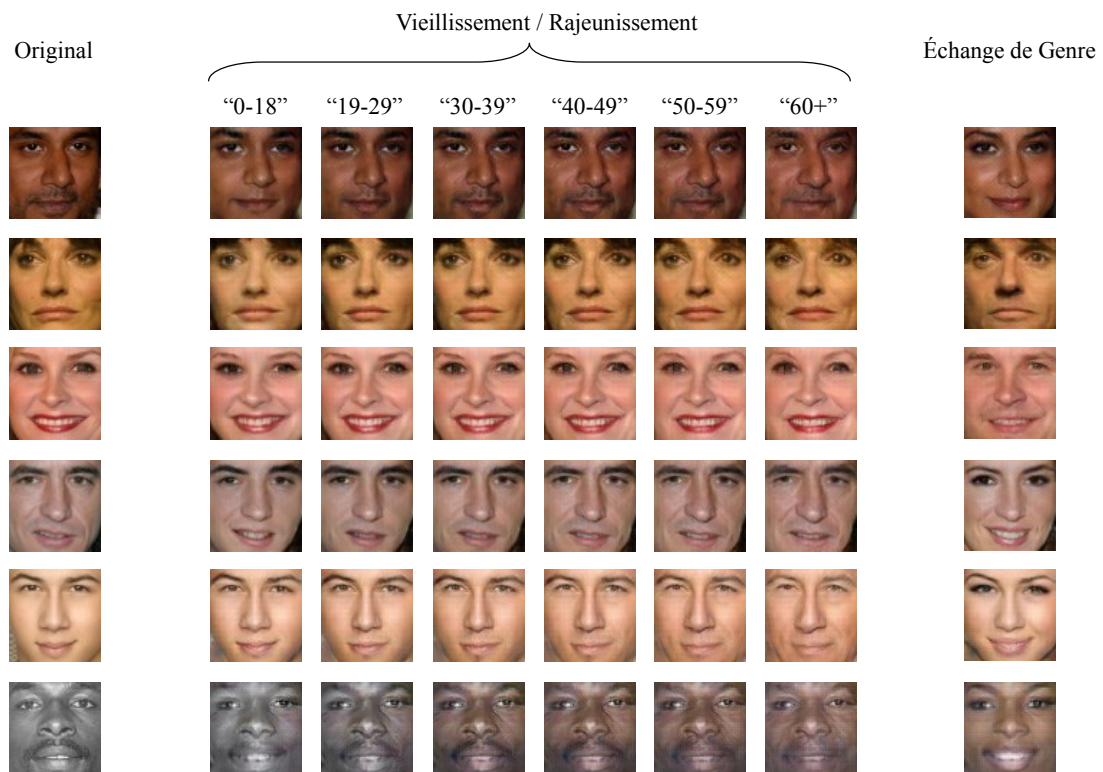 Vieillissement / Rajeunissement
Original
Échange de Genre
“0-18” “19-29” “30-39” “40-49” “50-59” “60+”